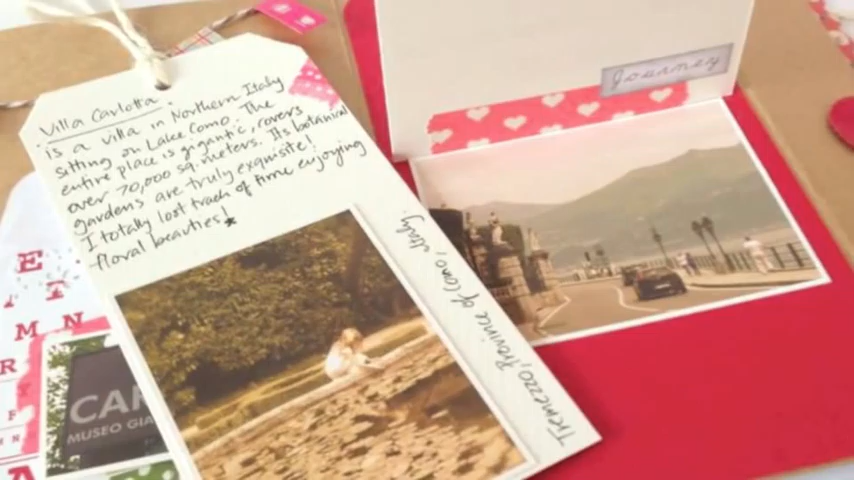 Villa Carlotta
is a villa in Northern Italy
sitting on Lake Como. The
entire place is gigantic, covers
over 70,000 sq. meters. Its botanical
gardens are truly exquisite!
I totally lost track of time enjoying
floral beauties*
Tremezzo, Province of Como, Italy.
Journey
E
T
M N
R
F
CAR
MUSEO GIA